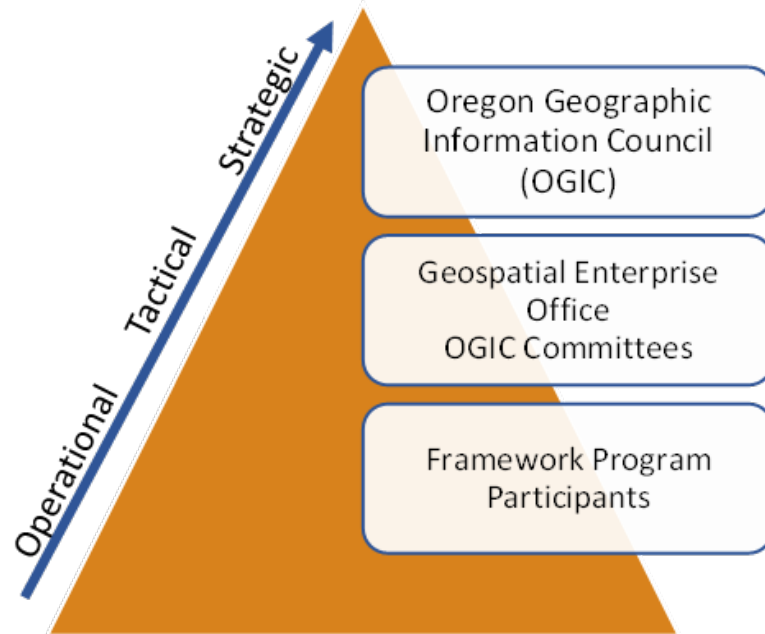 Strategic
Tactical
Operational
Oregon Geographic
Information Council
(OGIC)
Geospatial Enterprise
Office
OGIC Committees
Framework Program
Participants